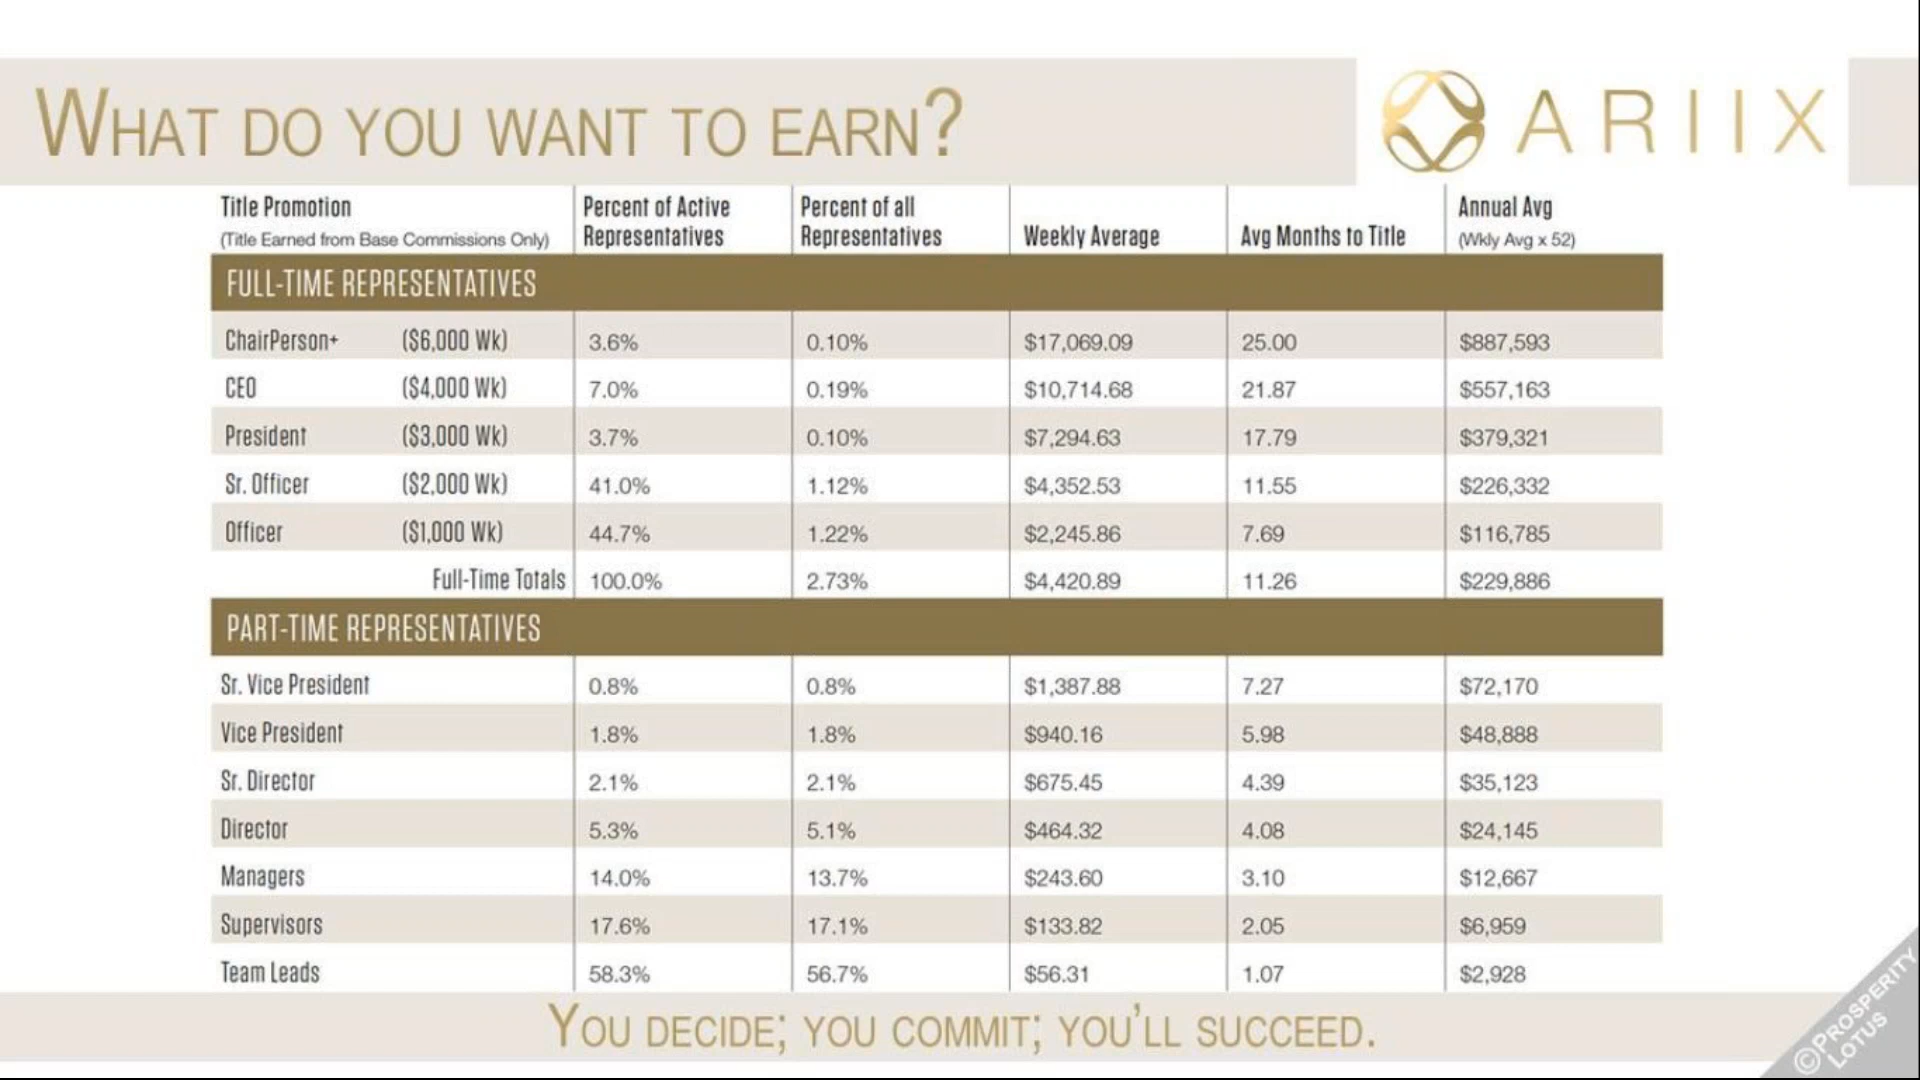 WHAT DO YOU WANT TO EARN?
ARIIX
Title Promotion
(Title Earned from Base Commissions Only)
Percent of Active
Representatives
Percent of all
Representatives
Weekly Average
Avg Months to Title
Annual Avg
(Wkly Avg x 52)
FULL-TIME REPRESENTATIVES
ChairPerson+ ($6,000 Wk) 3.6% 0.10% $17,069.09 25.00 $887,593
CEO ($4,000 Wk) 7.0% 0.19% $10,714.68 21.87 $557,163
President ($3,000 Wk) 3.7% 0.10% $7,294.63 17.79 $379,321
Sr. Officer ($2,000 Wk) 41.0% 1.12% $4,352.53 11.55 $226,332
Officer ($1,000 Wk) 44.7% 1.22% $2,245.86 7.69 $116,785
Full-Time Totals 100.0% 2.73% $4,420.89 11.26 $229,886
PART-TIME REPRESENTATIVES
Sr. Vice President 0.8% 0.8% $1,387.88 7.27 $72,170
Vice President 1.8% 1.8% $940.16 5.98 $48,888
Sr. Director 2.1% 2.1% $675.45 4.39 $35,123
Director 5.3% 5.1% $464.32 4.08 $24,145
Managers 14.0% 13.7% $243.60 3.10 $12,667
Supervisors 17.6% 17.1% $133.82 2.05 $6,959
Team Leads 58.3% 56.7% $56.31 1.07 $2,928
YOU DECIDE; YOU COMMIT; YOU'LL SUCCEED.
©PROSPERITY
LOTUS